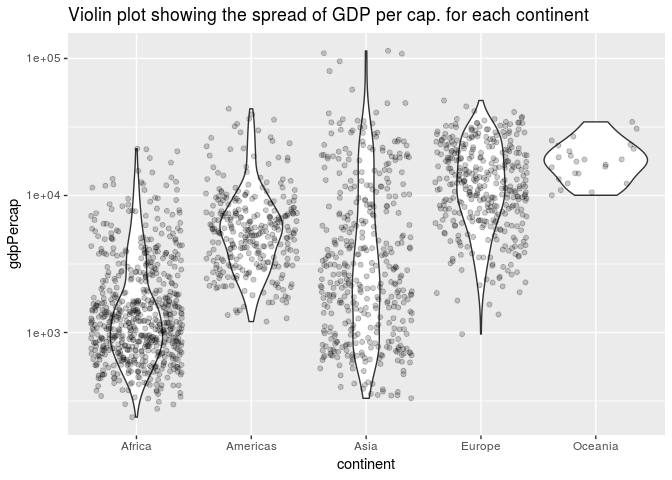 Violin plot showing the spread of GDP per cap. for each continent
gdpPercap
1e+05
1e+04
1e+03
Africa Americas Asia Europe Oceania
continent